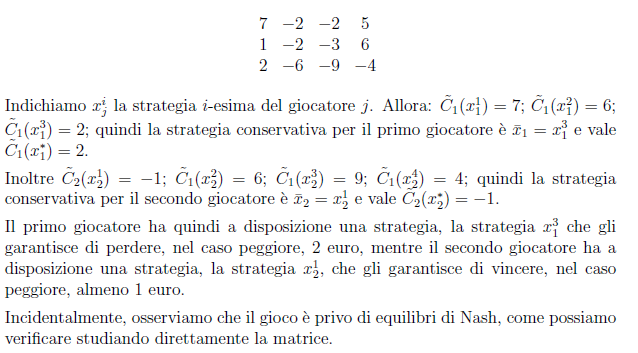 7 −2 −2 5
1 −2 −3 6
2 −6 −9 −4
Indichiamo $x_j^i$ la strategia i-esima del giocatore j. Allora: $\tilde{C}_1(x_1^1) = 7$; $\tilde{C}_1(x_1^2) = 6$;
$\tilde{C}_1(x_1^3) = 2$; quindi la strategia conservativa per il primo giocatore è $\bar{x}_1 = x_1^3$ e vale
$\tilde{C}_1(x_1^*) = 2$.
Inoltre $\tilde{C}_2(x_2^1) = -1$; $\tilde{C}_1(x_2^2) = 6$; $\tilde{C}_1(x_2^3) = 9$; $\tilde{C}_1(x_2^4) = 4$; quindi la strategia
conservativa per il secondo giocatore è $\bar{x}_2 = x_2^1$ e vale $\tilde{C}_2(x_2^*) = -1$.
Il primo giocatore ha quindi a disposizione una strategia, la strategia $x_1^3$ che gli
garantisce di perdere, nel caso peggiore, 2 euro, mentre il secondo giocatore ha a
disposizione una strategia, la strategia $x_2^1$, che gli garantisce di vincere, nel caso
peggiore, almeno 1 euro.
Incidentalmente, osserviamo che il gioco è privo di equilibri di Nash, come possiamo
verificare studiando direttamente la matrice.